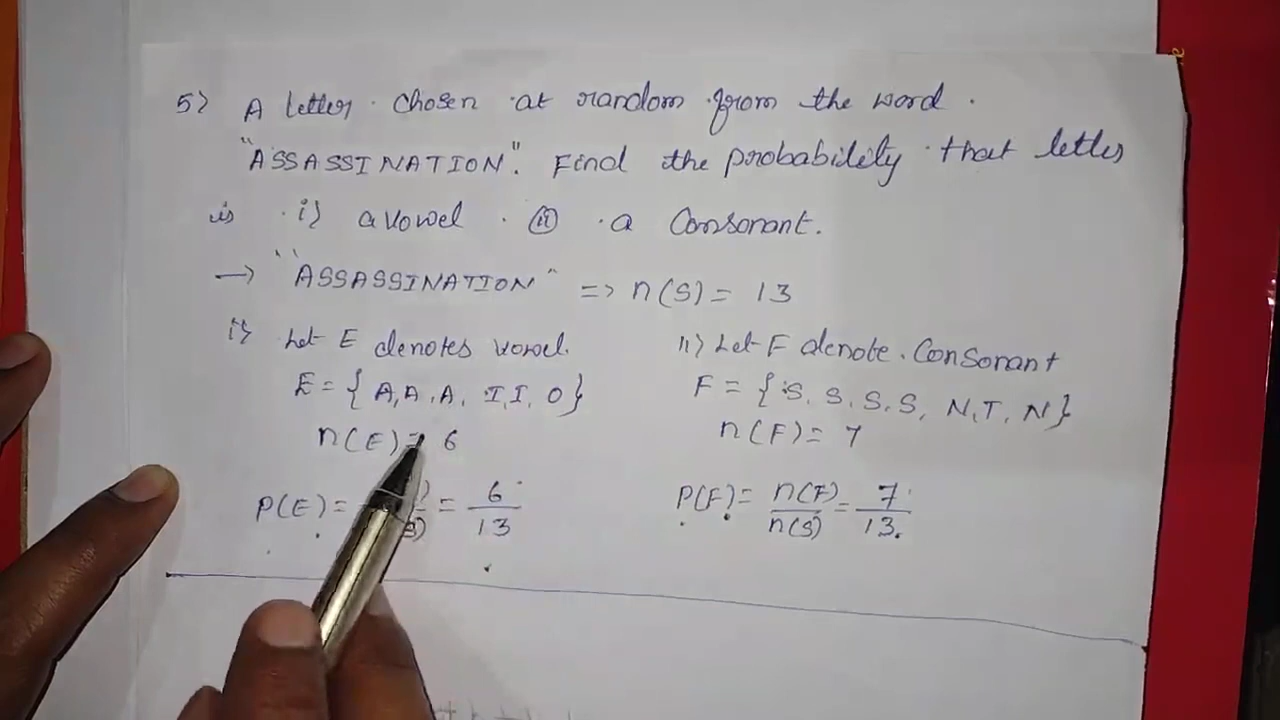 5) A letter chosen at random from the word
"ASSASSINATION". Find the probability that letter
is i) a vowel ii) a Consonant.
→ "ASSASSINATION" => n(S) = 13
i) Let E denotes vowel.
E = { A, A, A, I, I, O }
n(E) = 6
P(E) = = 6/13
ii) Let F denote Consonant
F = { S, S, S, S, N, T, N }
n(F) = 7
P(F) = n(F)/n(S) = 7/13.